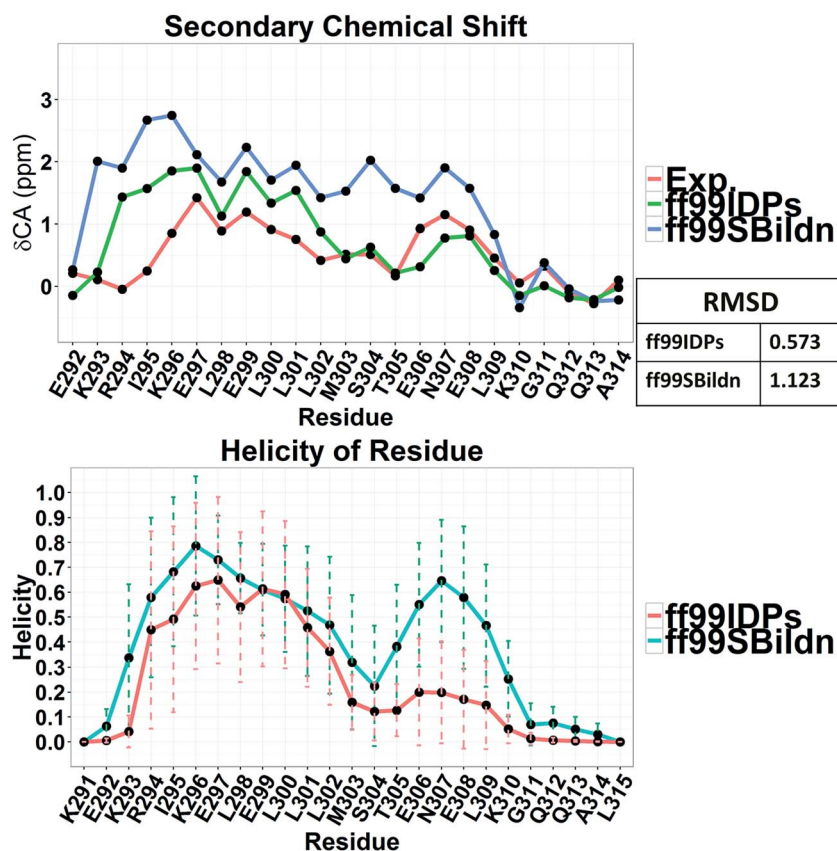 Secondary Chemical Shift
δCA (ppm)
3
2
1
0
E292
K293
R294
I295
K296
E297
L298
E299
L300
L301
L302
M303
S304
T305
E306
N307
E308
L309
K310
G311
Q312
Q313
A314
Residue
Exp.
ff99IDPs
ff99SBildn
RMSD
ff99IDPs 0.573
ff99SBildn 1.123
Helicity of Residue
Helicity
1.0
0.9
0.8
0.7
0.6
0.5
0.4
0.3
0.2
0.1
0.0
K291
E292
K293
R294
I295
K296
E297
L298
E299
L300
L301
L302
M303
S304
T305
E306
N307
E308
L309
K310
G311
Q312
Q313
A314
L315
Residue
ff99IDPs
ff99SBildn